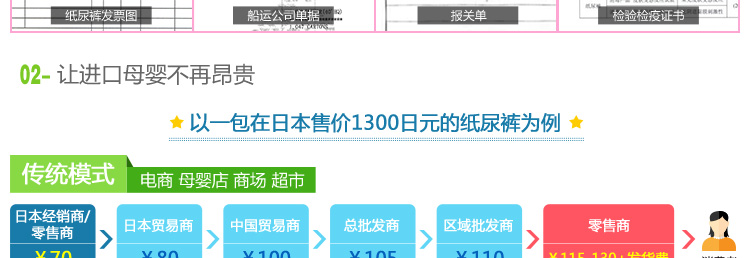 纸尿裤发票图
船运公司单据
报关单
检验检疫证书
02- 让进口母婴不再昂贵
以一包在日本售价1300日元的纸尿裤为例
传统模式
电商 母婴店 商场 超市
日本经销商/
零售商
¥70
日本贸易商
¥80
中国贸易商
¥100
总批发商
¥105
区域批发商
¥110
零售商
¥115-130+发货费